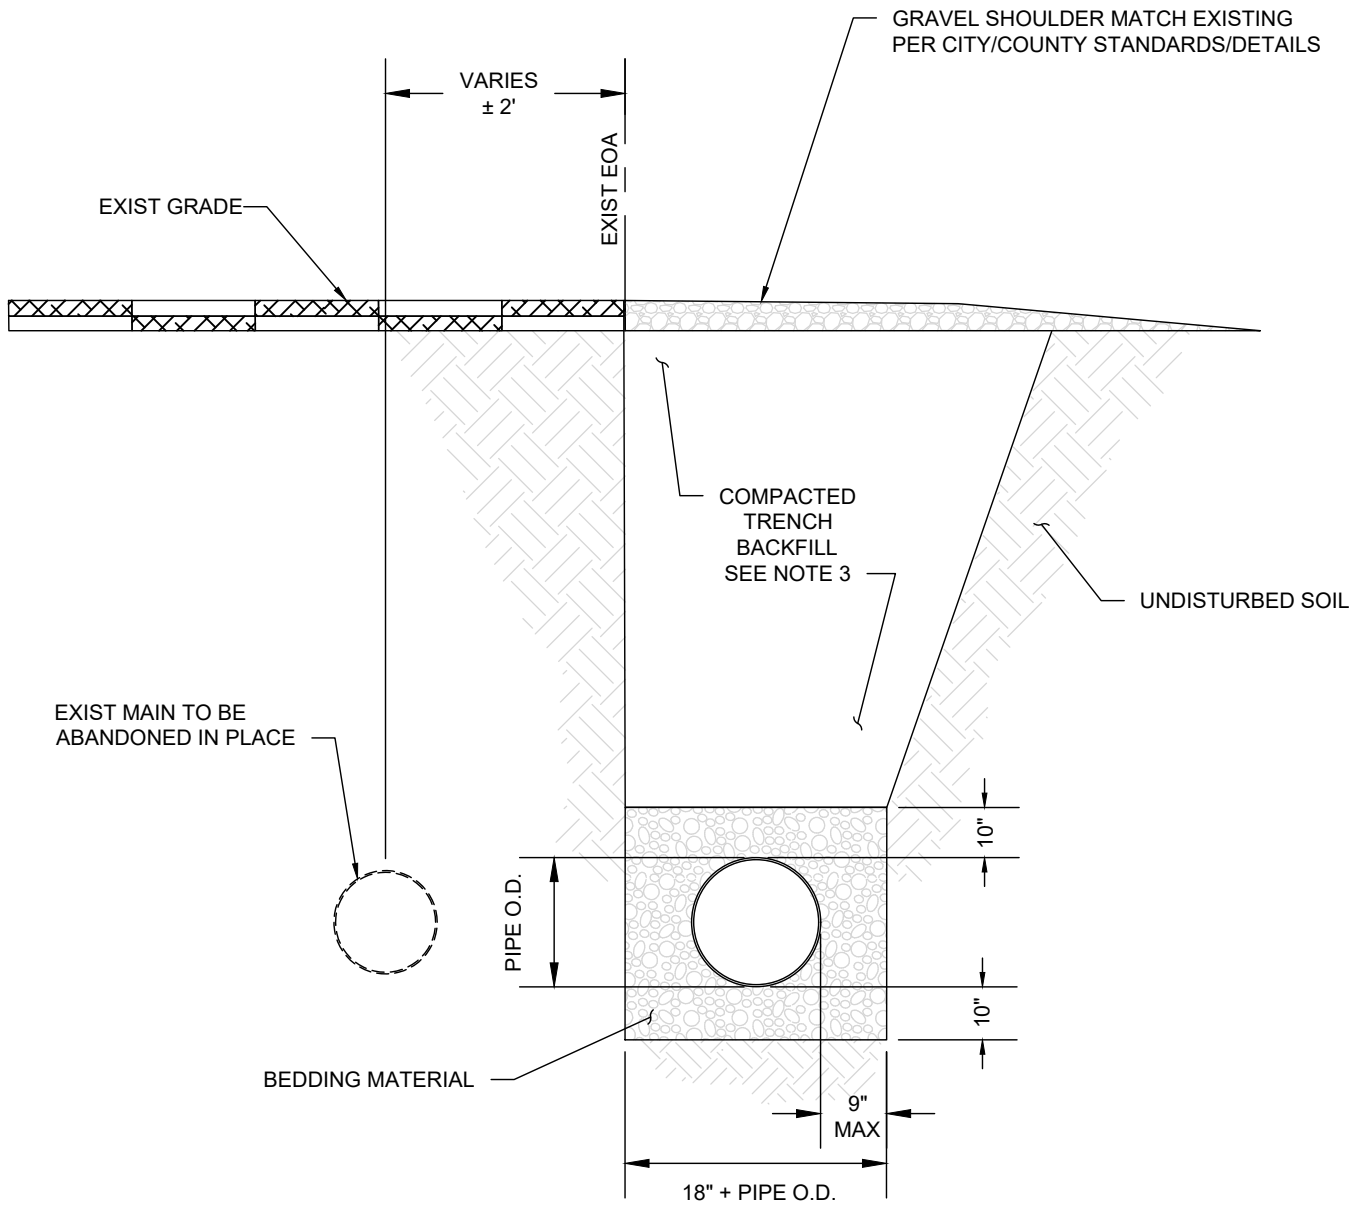 GRAVEL SHOULDER MATCH EXISTING
PER CITY/COUNTY STANDARDS/DETAILS
VARIES
± 2'
EXIST EOA
EXIST GRADE
COMPACTED
TRENCH
BACKFILL
SEE NOTE 3
UNDISTURBED SOIL
EXIST MAIN TO BE
ABANDONED IN PLACE
10"
PIPE O.D.
10"
BEDDING MATERIAL
9"
MAX
18" + PIPE O.D.